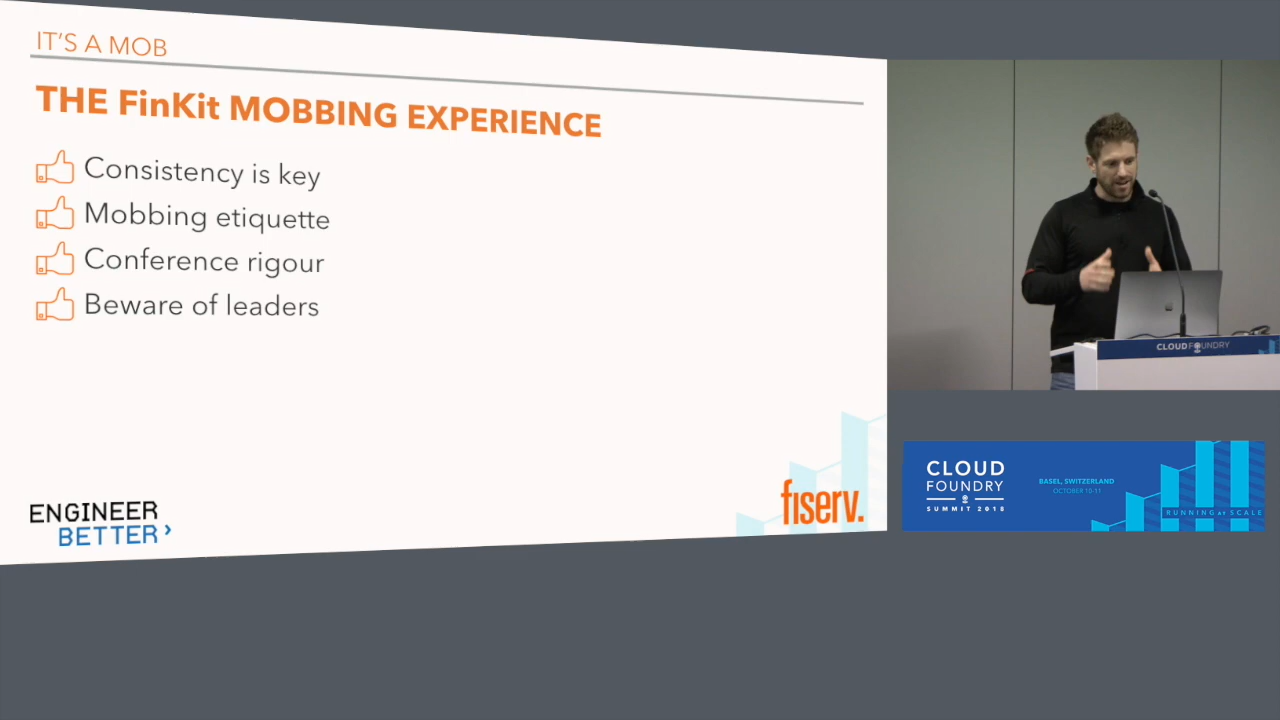 IT'S A MOB
THE FinKit MOBBING EXPERIENCE
Consistency is key
Mobbing etiquette
Conference rigour
Beware of leaders
ENGINEER
BETTER
fiserv.
CLOUD FOUNDRY
CLOUD
FOUNDRY
SUMMIT 2018
BASEL, SWITZERLAND
OCTOBER 10-11
RUNNING AT SCALE